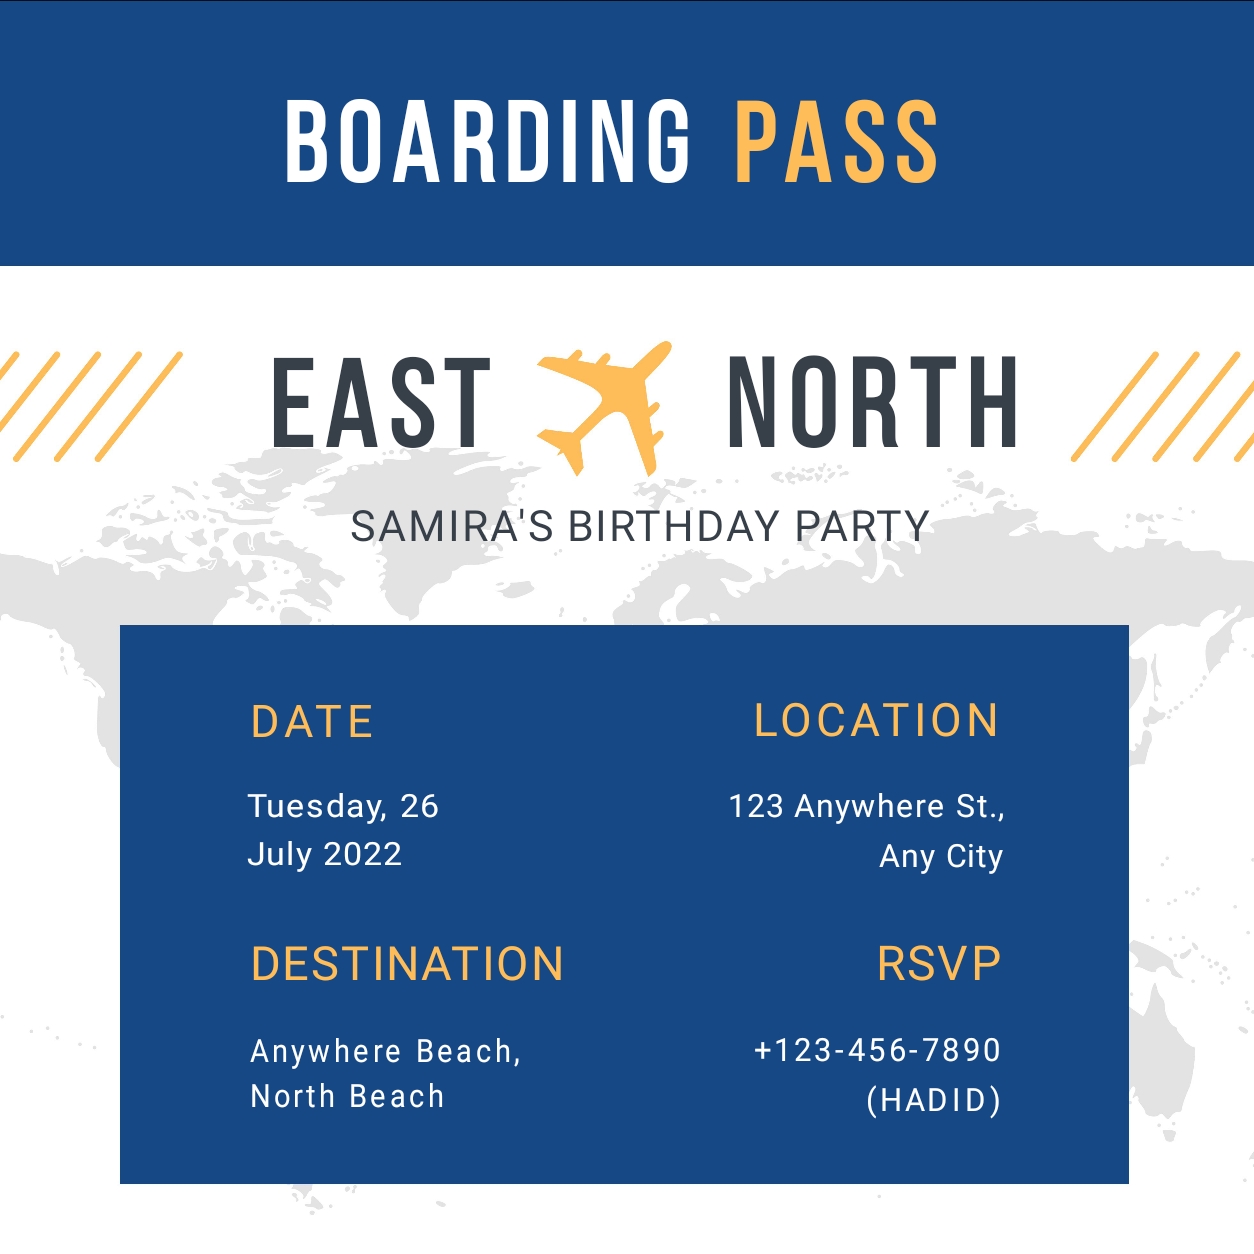 BOARDING PASS
EAST NORTH
SAMIRA'S BIRTHDAY PARTY
DATE
Tuesday, 26
July 2022
LOCATION
123 Anywhere St.,
Any City
DESTINATION
Anywhere Beach,
North Beach
RSVP
+123-456-7890
(HADID)